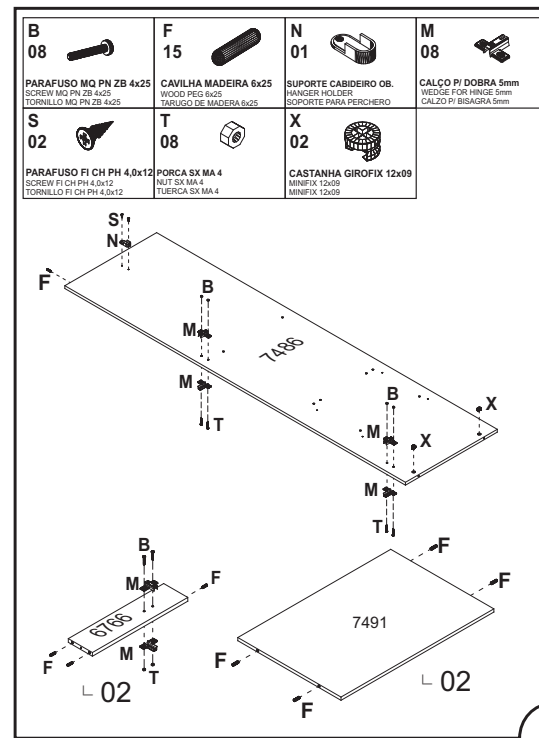 B
08
PARAFUSO MQ PN ZB 4x25
SCREW MQ PN ZB 4x25
TORNILLO MQ PN ZB 4x25
F
15
CAVILHA MADEIRA 6x25
WOOD PEG 6x25
TARUGO DE MADERA 6x25
N
01
SUPORTE CABIDEIRO OB.
HANGER HOLDER
SOPORTE PARA PERCHERO
M
08
CALÇO P/ DOBRA 5mm
WEDGE FOR HINGE 5mm
CALZO P/ BISAGRA 5mm
S
02
PARAFUSO FI CH PH 4,0x12
SCREW FI CH PH 4,0x12
TORNILLO FI CH PH 4,0x12
T
08
PORCA SX MA 4
NUT SX MA 4
TUERCA SX MA 4
X
02
CASTANHA GIROFIX 12x09
MINIFIX 12x09
MINIFIX 12x09
S
N
F
B
M
7486
M
T
B
X
M
X
M
T
B
M
F
6766
M
F
F
T
02
F
F
7491
F
F
02